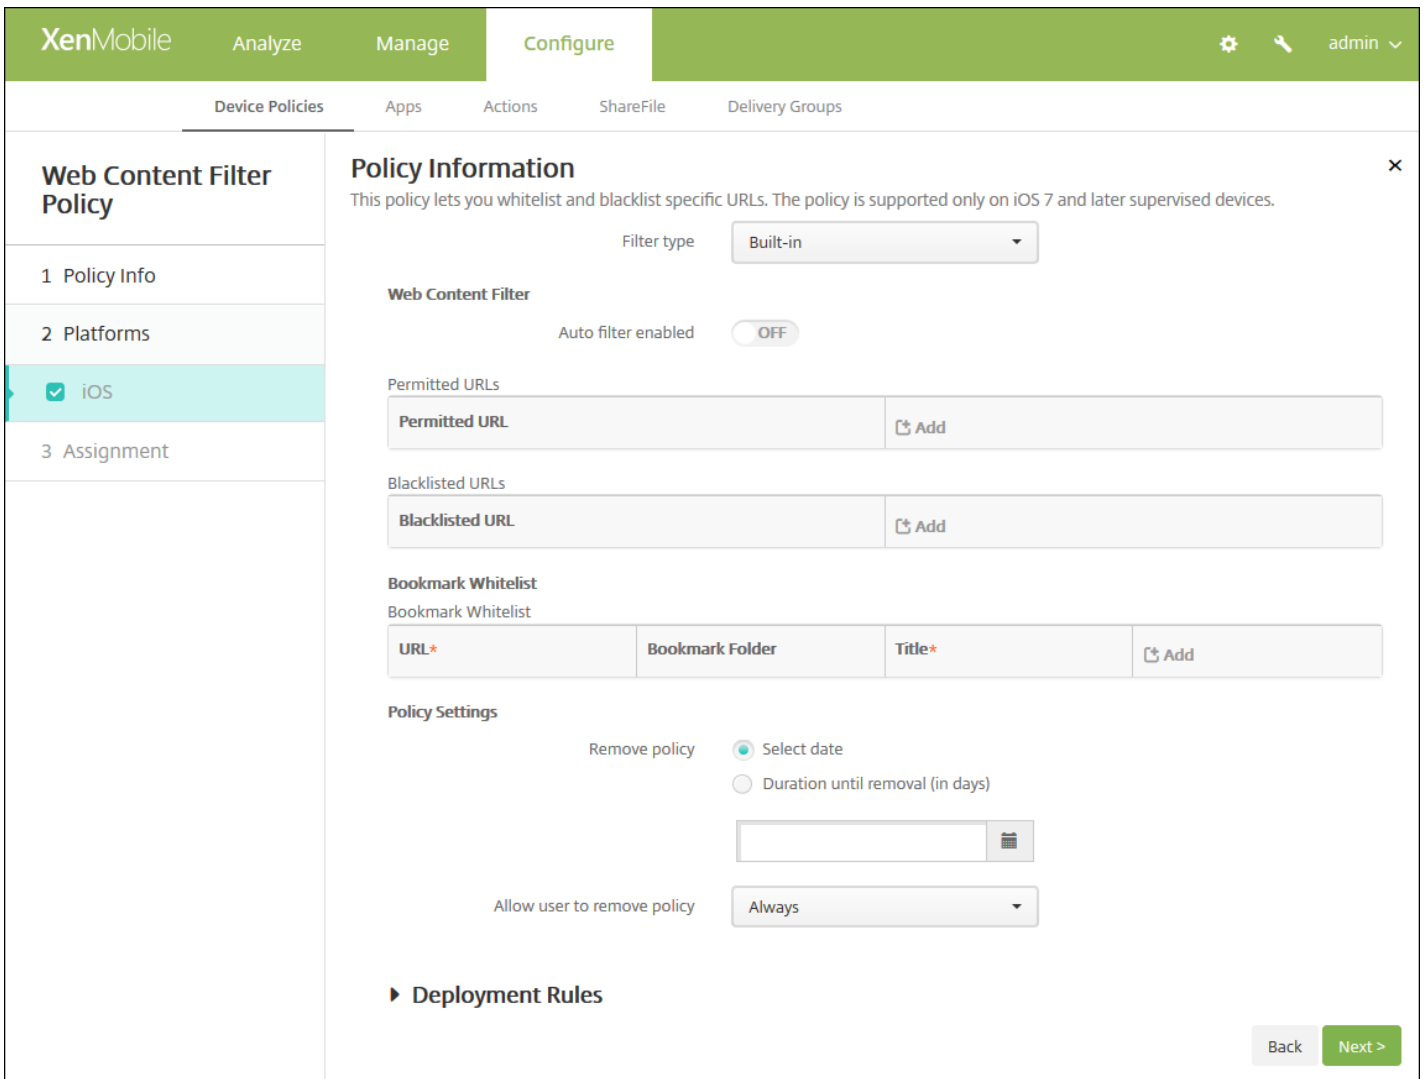 XenMobile Analyze Manage Configure admin
Device Policies Apps Actions ShareFile Delivery Groups
Web Content Filter
Policy
1 Policy Info
2 Platforms
iOS
3 Assignment
Policy Information
This policy lets you whitelist and blacklist specific URLs. The policy is supported only on iOS 7 and later supervised devices.
Filter type Built-in
Web Content Filter
Auto filter enabled OFF
Permitted URLs
Permitted URL Add
Blacklisted URLs
Blacklisted URL Add
Bookmark Whitelist
Bookmark Whitelist
URL* Bookmark Folder Title* Add
Policy Settings
Remove policy Select date
Duration until removal (in days)
Allow user to remove policy Always
Deployment Rules
Back Next >